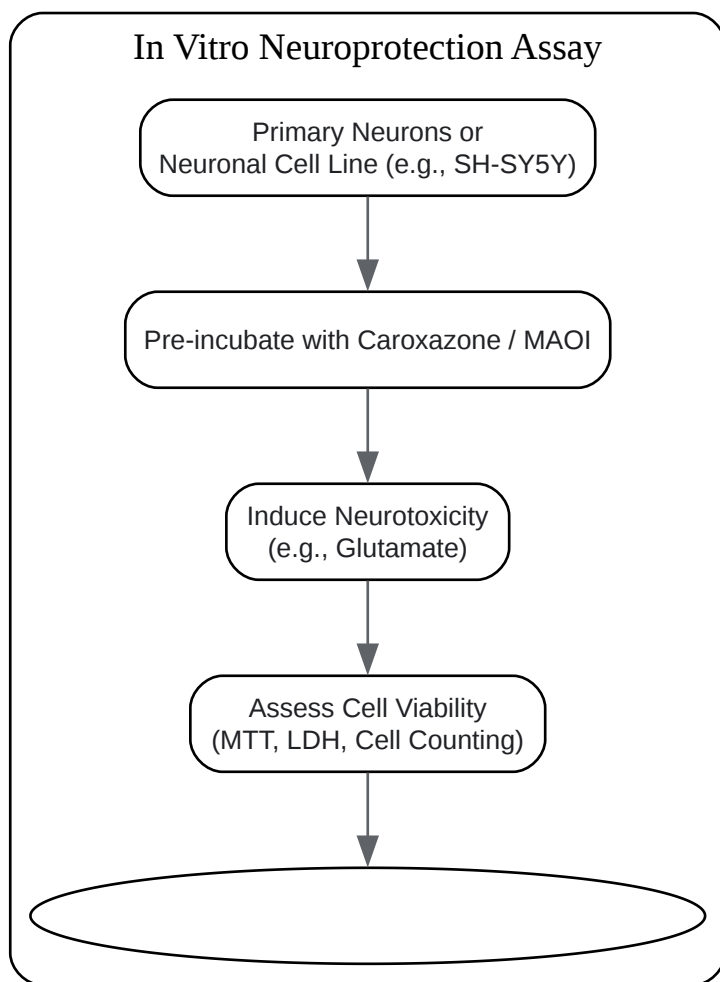 In Vitro Neuroprotection Assay
Primary Neurons or
Neuronal Cell Line (e.g., SH-SY5Y)
Pre-incubate with Caroxazone / MAOI
Induce Neurotoxicity
(e.g., Glutamate)
Assess Cell Viability
(MTT, LDH, Cell Counting)